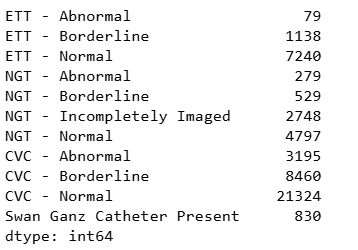 ETT - Abnormal 79
ETT - Borderline 1138
ETT - Normal 7240
NGT - Abnormal 279
NGT - Borderline 529
NGT - Incompletely Imaged 2748
NGT - Normal 4797
CVC - Abnormal 3195
CVC - Borderline 8460
CVC - Normal 21324
Swan Ganz Catheter Present 830
dtype: int64